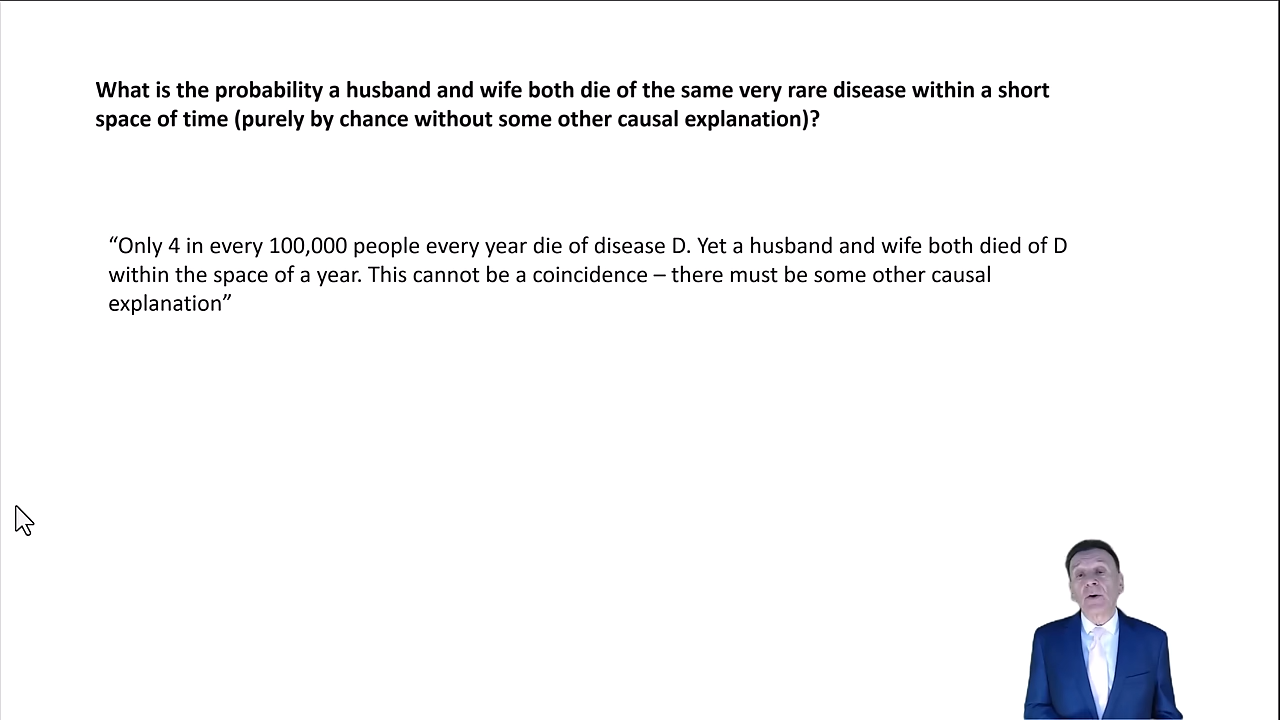 What is the probability a husband and wife both die of the same very rare disease within a short
space of time (purely by chance without some other causal explanation)?
“Only 4 in every 100,000 people every year die of disease D. Yet a husband and wife both died of D
within the space of a year. This cannot be a coincidence – there must be some other causal
explanation”